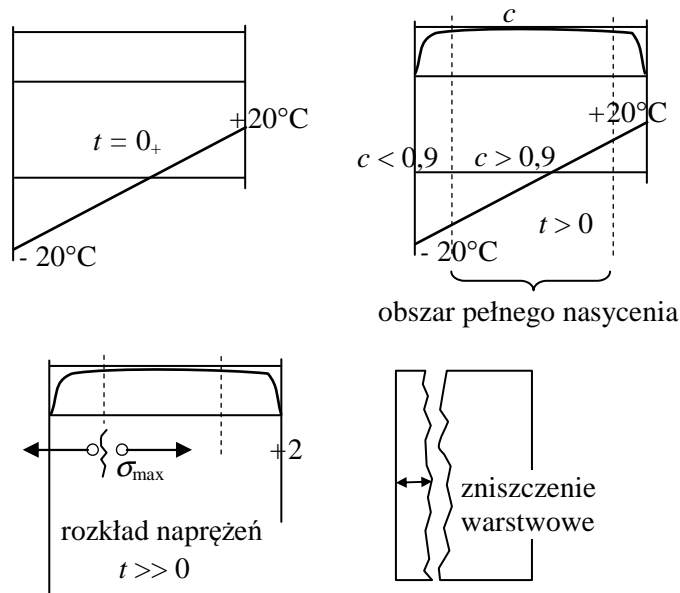 +20°C
t = 0₊
- 20°C
c
+20°C
c < 0,9
c > 0,9
t > 0
- 20°C
obszar pełnego nasycenia
+2
σmax
rozkład naprężeń
t >> 0
zniszczenie
warstwowe